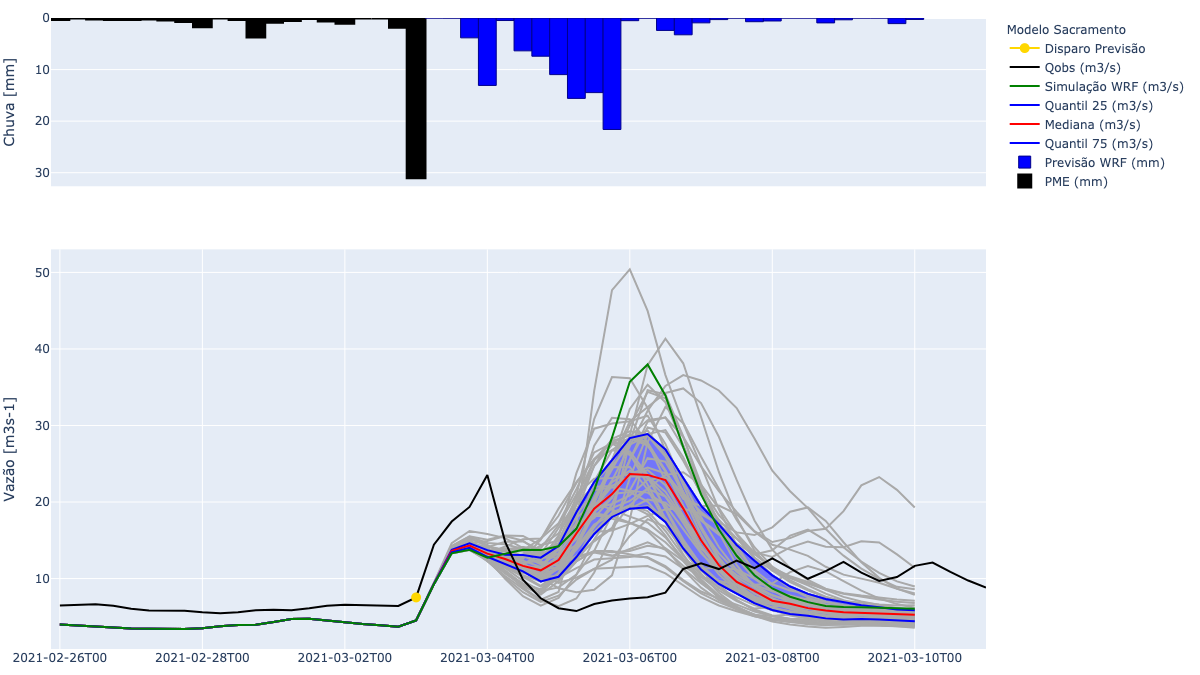 0
10
20
30
Chuva [mm]
Modelo Sacramento
Disparo Previsão
Qobs (m3/s)
Simulação WRF (m3/s)
Quantil 25 (m3/s)
Mediana (m3/s)
Quantil 75 (m3/s)
Previsão WRF (mm)
PME (mm)
50
40
30
20
10
Vazão [m3s-1]
2021-02-26T00
2021-02-28T00
2021-03-02T00
2021-03-04T00
2021-03-06T00
2021-03-08T00
2021-03-10T00